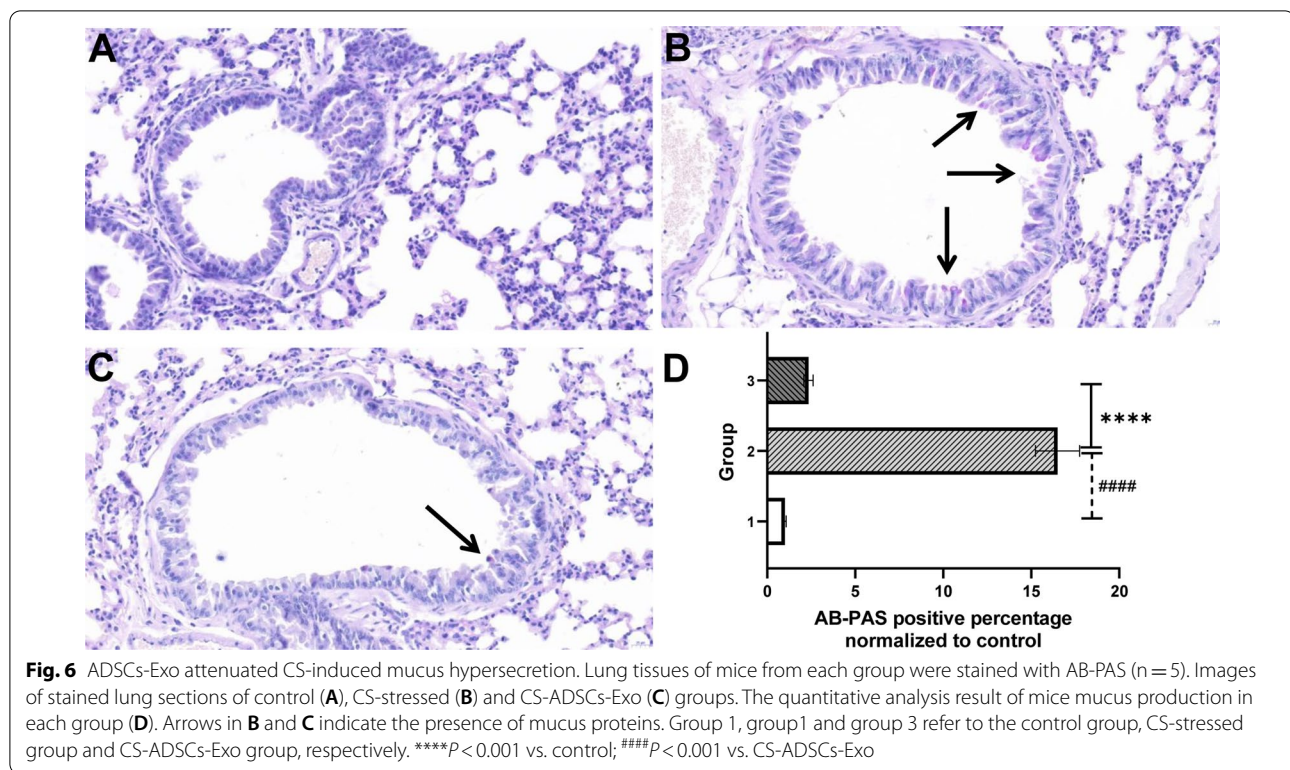 A
B
C
D
3
2
1
Group
****
####
0 5 10 15 20
AB-PAS positive percentage
normalized to control
Fig. 6 ADSCs-Exo attenuated CS-induced mucus hypersecretion. Lung tissues of mice from each group were stained with AB-PAS (n = 5). Images
of stained lung sections of control (A), CS-stressed (B) and CS-ADSCs-Exo (C) groups. The quantitative analysis result of mice mucus production in
each group (D). Arrows in B and C indicate the presence of mucus proteins. Group 1, group1 and group 3 refer to the control group, CS-stressed
group and CS-ADSCs-Exo group, respectively. ****P < 0.001 vs. control; ####P < 0.001 vs. CS-ADSCs-Exo